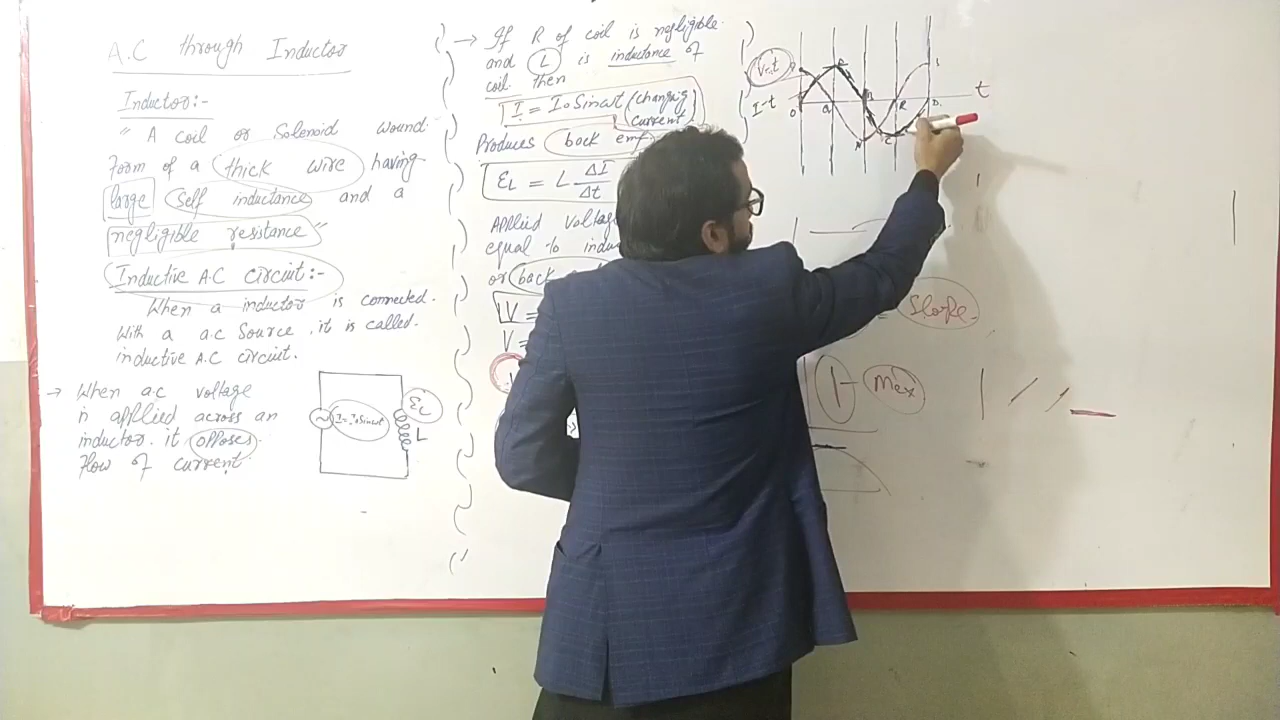 A.C through Inductor
Inductor:-
" A coil or Solenoid wound
Form of a thick wire having
large Self inductance and a
negligible resistance"
Inductive A.C circuit:-
When a inductor is connected.
With a a.c Source, it is called.
inductive A.C circuit.
→ When a.c voltage
is applied across an
inductor. it opposes.
Flow of current
I=I₀Sinωt
εL
L
→ If R of coil is negligible.
and L is inductance of
coil. then
I = I₀ Sinωt (changing
current)
Produces back emf
εL = L ΔI/Δt
Applied voltage
equal to
or back
V =
V =
V-t
I-t
t
O
Q
R
D
C
= Slope
1- Max